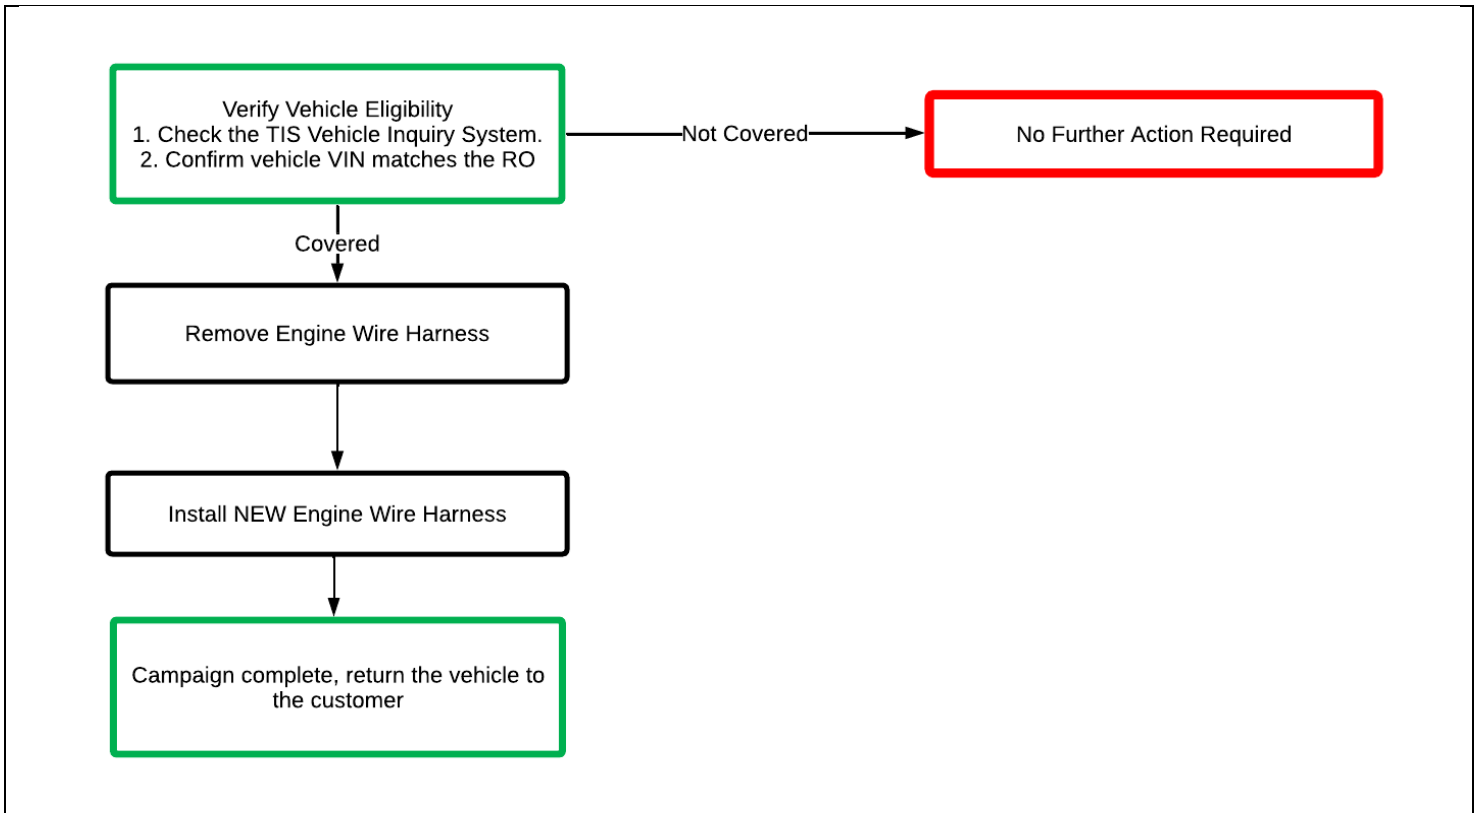 Verify Vehicle Eligibility
1. Check the TIS Vehicle Inquiry System.
2. Confirm vehicle VIN matches the RO
Not Covered
No Further Action Required
Covered
Remove Engine Wire Harness
Install NEW Engine Wire Harness
Campaign complete, return the vehicle to
the customer